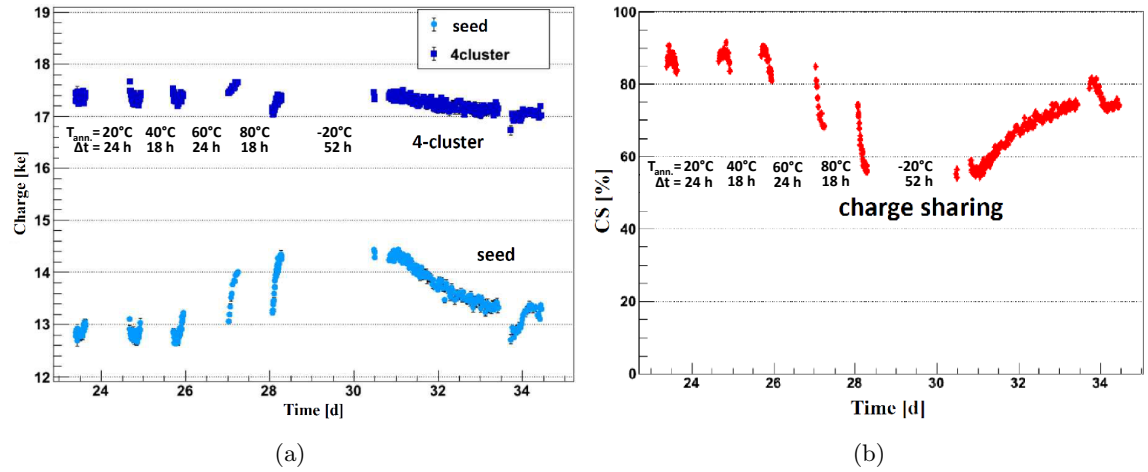 19
18
17
16
15
14
13
12
Charge [ke]
seed
4cluster
T_ann. = 20°C 40°C 60°C 80°C -20°C
Δt = 24 h 18 h 24 h 18 h 52 h
4-cluster
seed
24 26 28 30 32 34
Time [d]
(a)
100
80
60
40
20
0
CS [%]
T_ann. = 20°C 40°C 60°C 80°C -20°C
Δt = 24 h 18 h 24 h 18 h 52 h
charge sharing
24 26 28 30 32 34
Time [d]
(b)